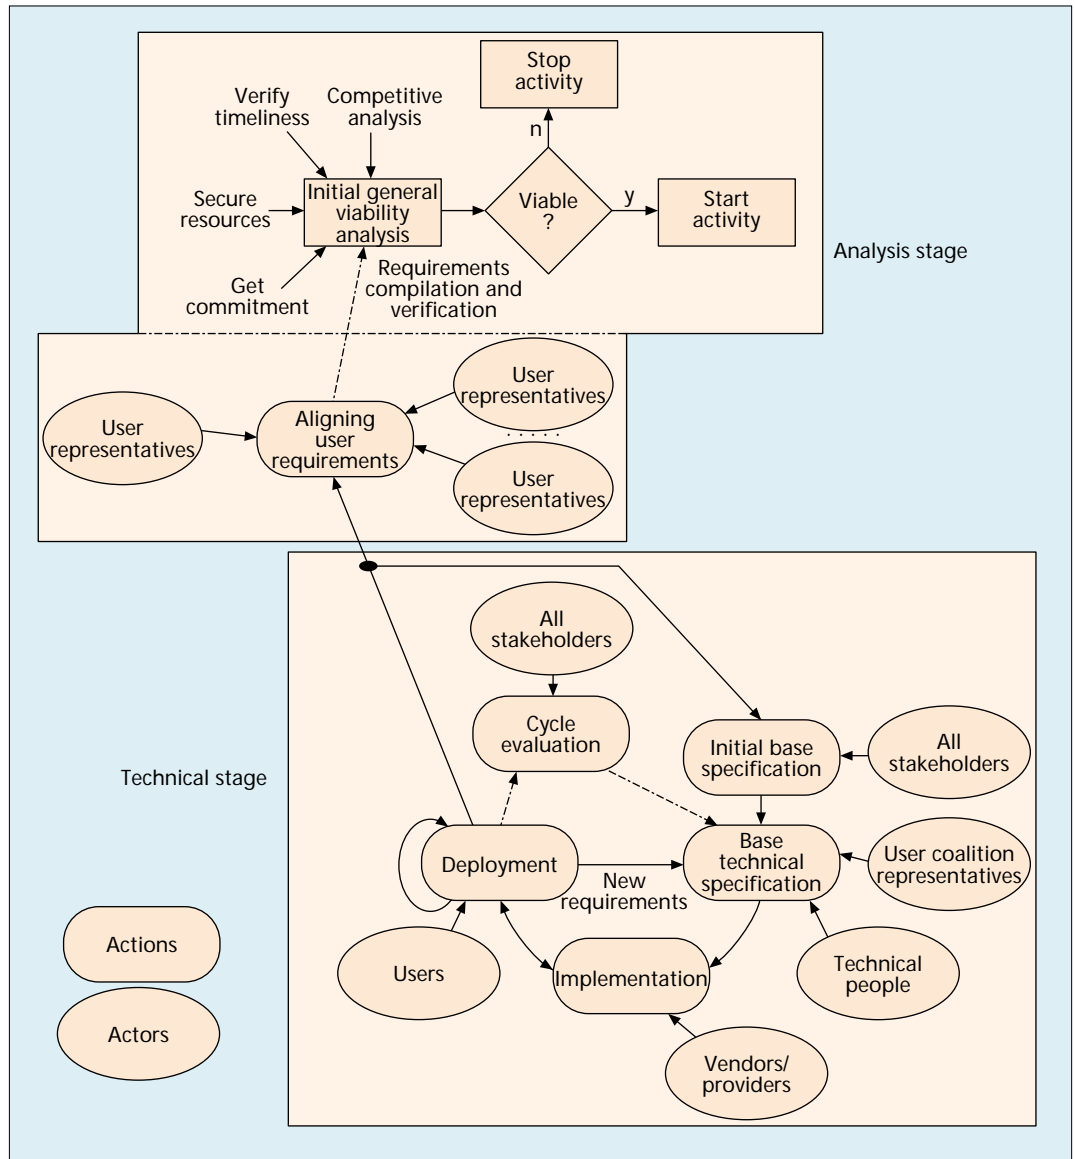 Stop
activity
Verify
timeliness
Competitive
analysis
n
Secure
resources
Initial general
viability
analysis
Viable
?
y
Start
activity
Analysis stage
Get
commitment
Requirements
compilation and
verification
User
representatives
User
representatives
Aligning
user
requirements
. . . . .
User
representatives
All
stakeholders
Cycle
evaluation
Initial base
specification
All
stakeholders
Technical stage
Deployment
New
requirements
Base
technical
specification
User coalition
representatives
Actions
Users
Implementation
Technical
people
Actors
Vendors/
providers